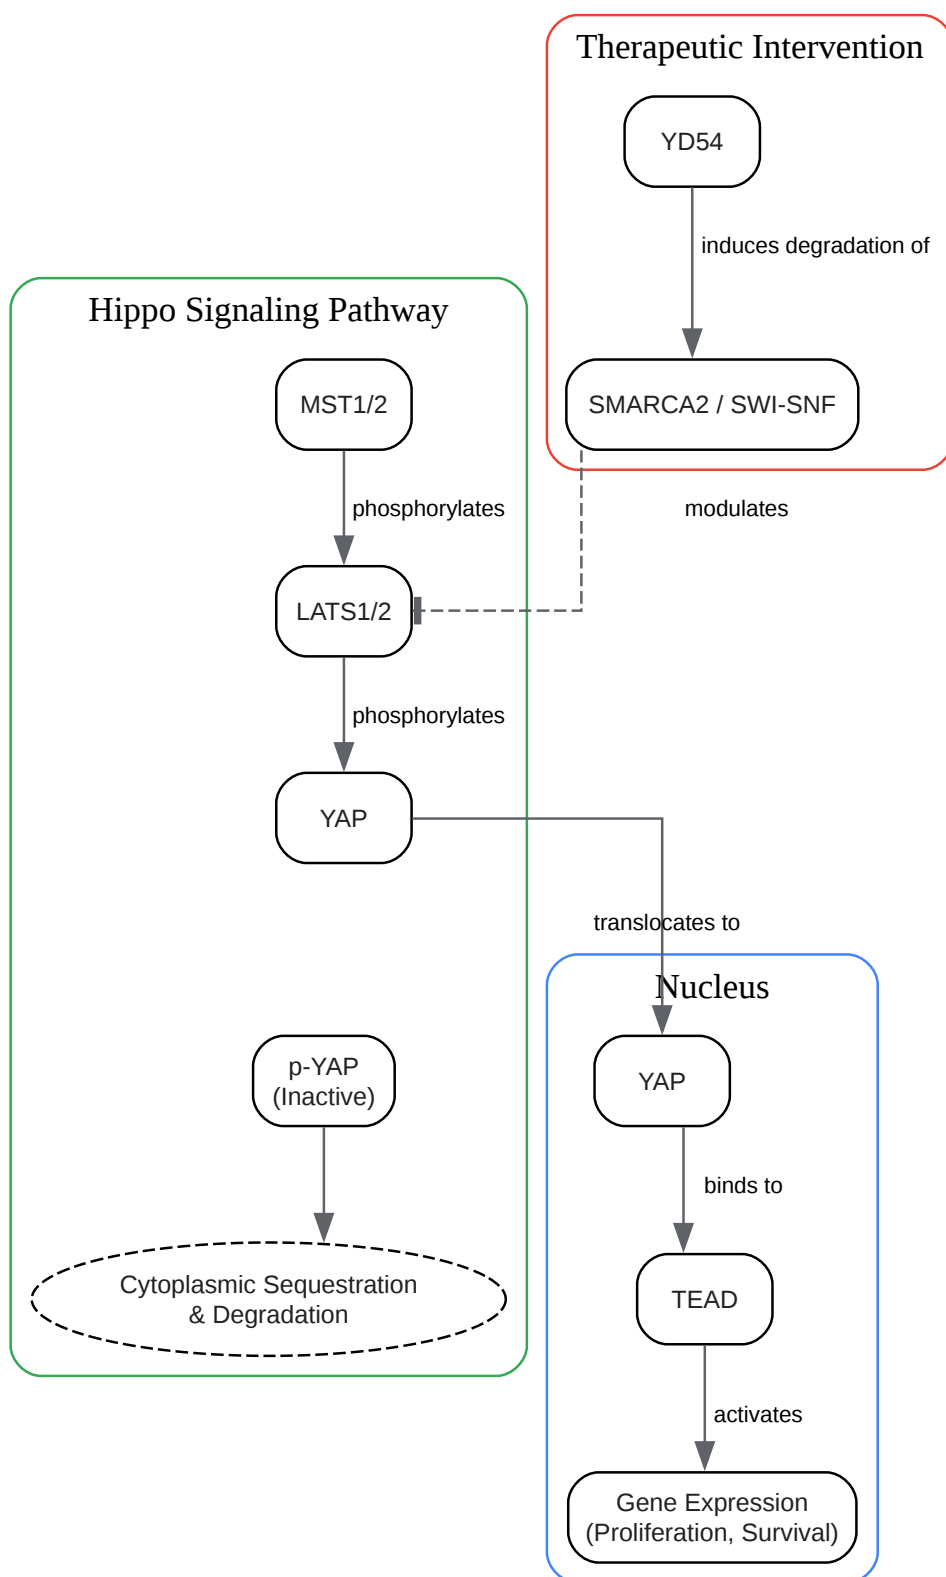 Therapeutic Intervention
YD54
induces degradation of
SMARCA2 / SWI-SNF
modulates
Hippo Signaling Pathway
MST1/2
phosphorylates
LATS1/2
phosphorylates
YAP
translocates to
p-YAP
(Inactive)
Cytoplasmic Sequestration
& Degradation
Nucleus
YAP
binds to
TEAD
activates
Gene Expression
(Proliferation, Survival)